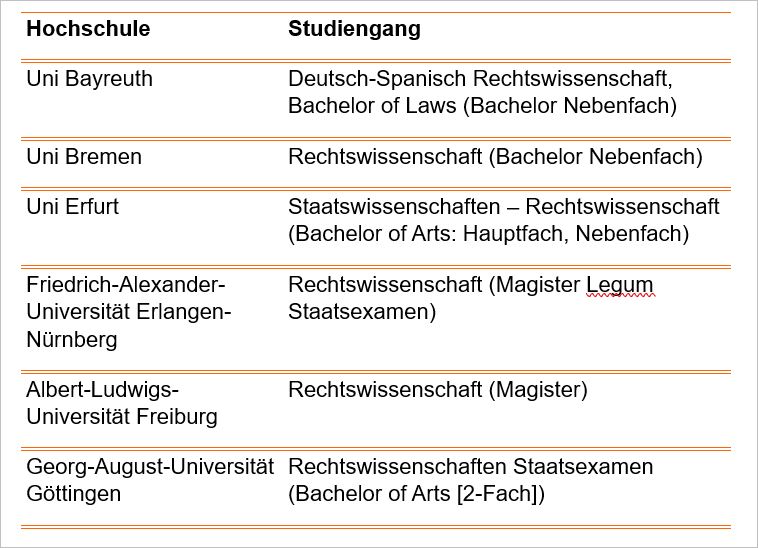 Hochschule Studiengang
Uni Bayreuth Deutsch-Spanisch Rechtswissenschaft,
Bachelor of Laws (Bachelor Nebenfach)
Uni Bremen Rechtswissenschaft (Bachelor Nebenfach)
Uni Erfurt Staatswissenschaften – Rechtswissenschaft
(Bachelor of Arts: Hauptfach, Nebenfach)
Friedrich-Alexander- Rechtswissenschaft (Magister Legum
Universität Erlangen- Staatsexamen)
Nürnberg
Albert-Ludwigs- Rechtswissenschaft (Magister)
Universität Freiburg
Georg-August-Universität Rechtswissenschaften Staatsexamen
Göttingen (Bachelor of Arts [2-Fach])